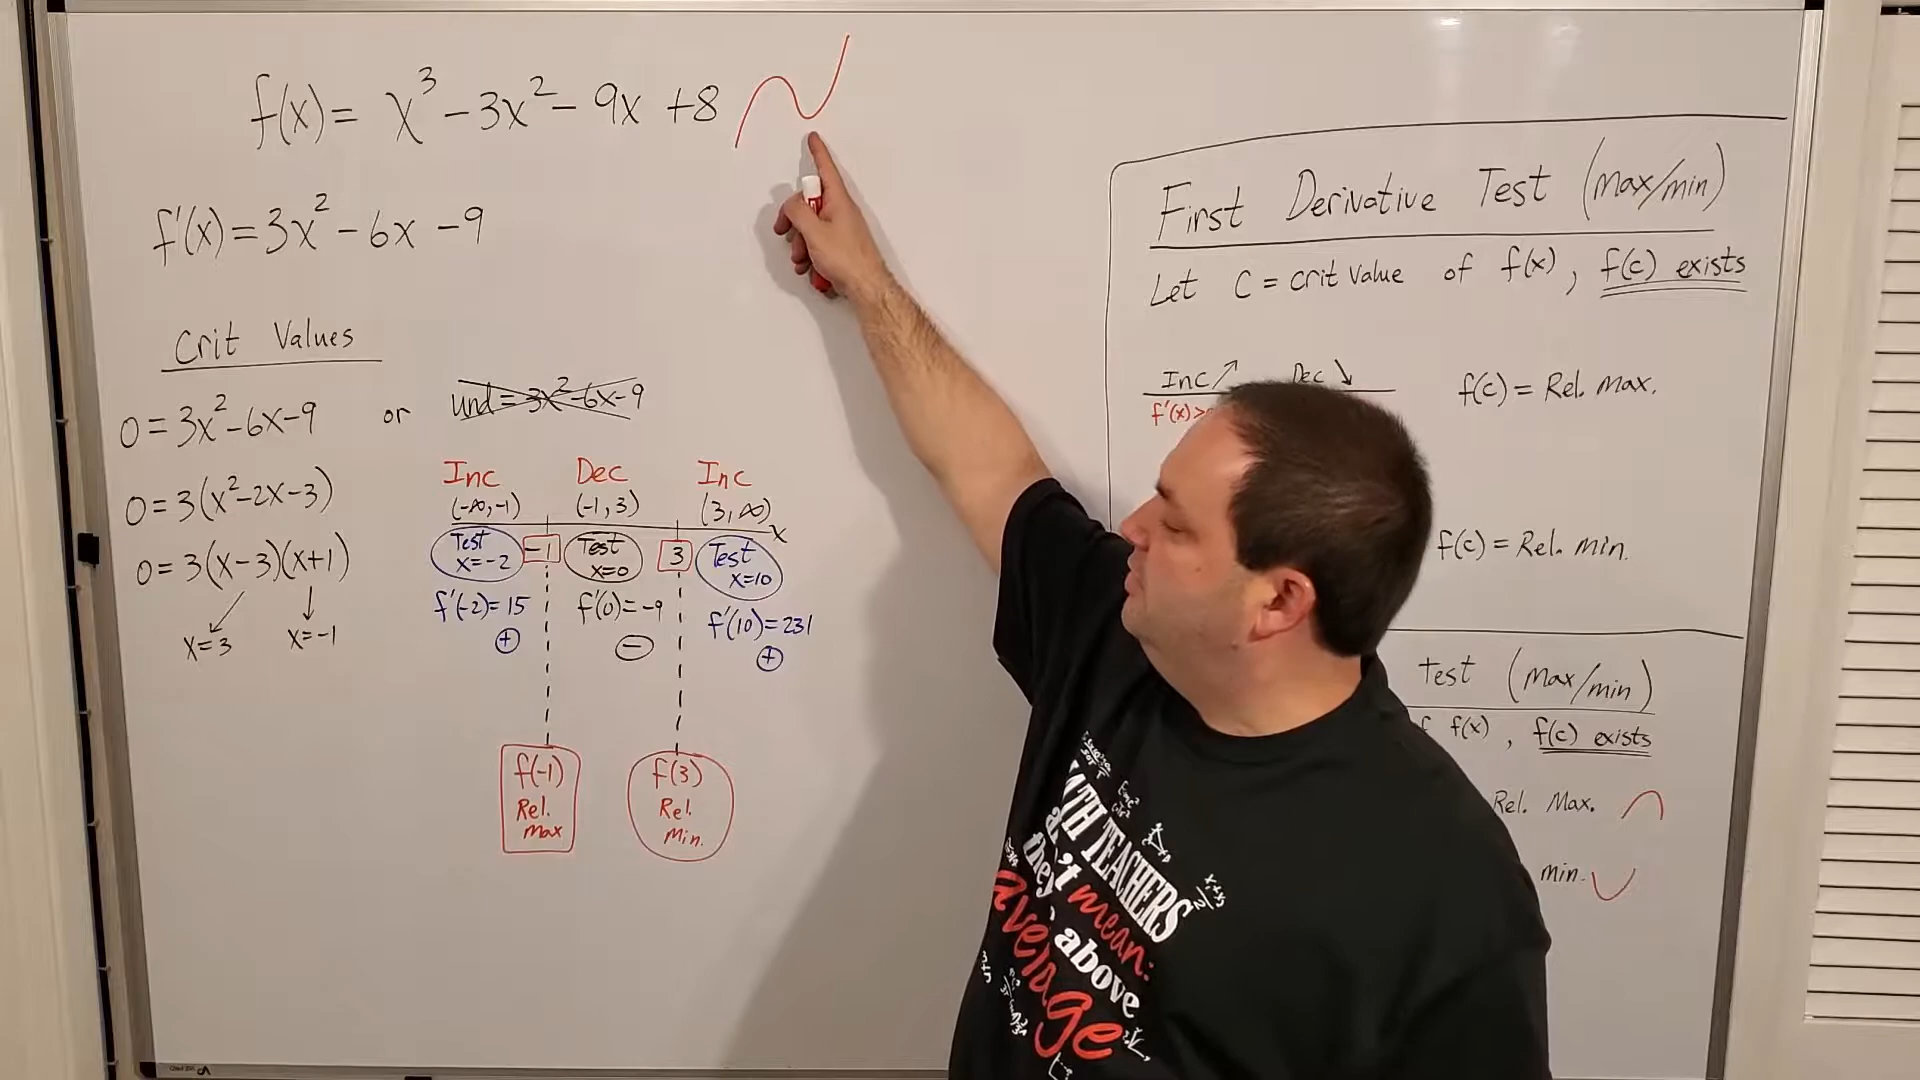 f(x) = x³ - 3x² - 9x + 8
f'(x) = 3x² - 6x - 9
Crit Values
0 = 3x² - 6x - 9 or und = 3x² - 6x - 9
0 = 3(x² - 2x - 3)
0 = 3(x - 3)(x + 1)
x = 3 x = -1
Inc Dec Inc
(-∞, -1) (-1, 3) (3, ∞)
x
Test x = -2
-1
Test x = 0
3
Test x = 10
f'(-2) = 15 f'(0) = -9 f'(10) = 231
+ - +
f(-1)
Rel.
max
f(3)
Rel.
Min.
First Derivative Test (max/min)
Let C = crit value of f(x), f(c) exists
Inc ↗ Dec ↘
f'(x)>
f(c) = Rel. max.
f(c) = Rel. min.
Test (max/min)
f(x), f(c) exists
Rel. Max.
min.
MATH TEACHERS
aren't mean:
they above
average